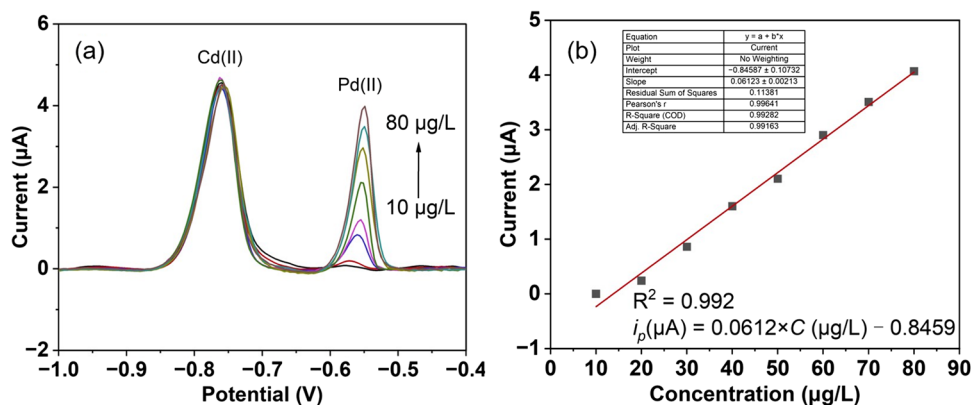 (a)
Cd(II)
Pd(II)
80 µg/L
10 µg/L
6
4
2
0
−2
Current (µA)
−1.0 −0.9 −0.8 −0.7 −0.6 −0.5 −0.4
Potential (V)
(b)
Equation y = a + b*x
Plot Current
Weight No Weighting
Intercept −0.84587 ± 0.10732
Slope 0.06123 ± 0.00213
Residual Sum of Squares 0.11381
Pearson's r 0.99641
R-Square (COD) 0.99282
Adj. R-Square 0.99163
R² = 0.992
iₚ(µA) = 0.0612×C (µg/L) − 0.8459
5
4
3
2
1
0
−1
Current (µA)
0 10 20 30 40 50 60 70 80 90
Concentration (µg/L)